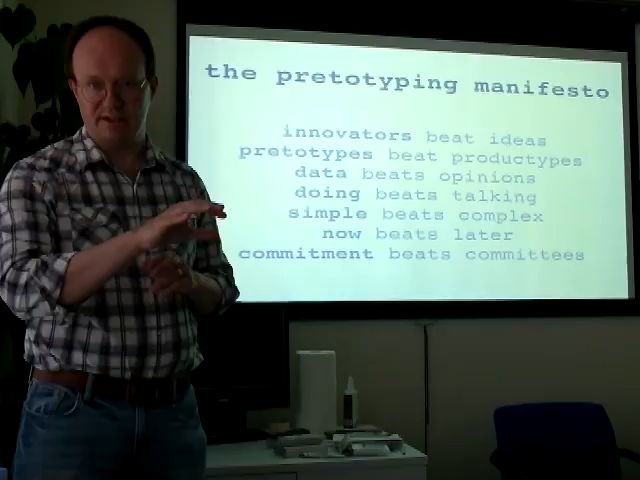 the pretotyping manifesto
innovators beat ideas
pretotypes beat productypes
data beats opinions
doing beats talking
simple beats complex
now beats later
commitment beats committees